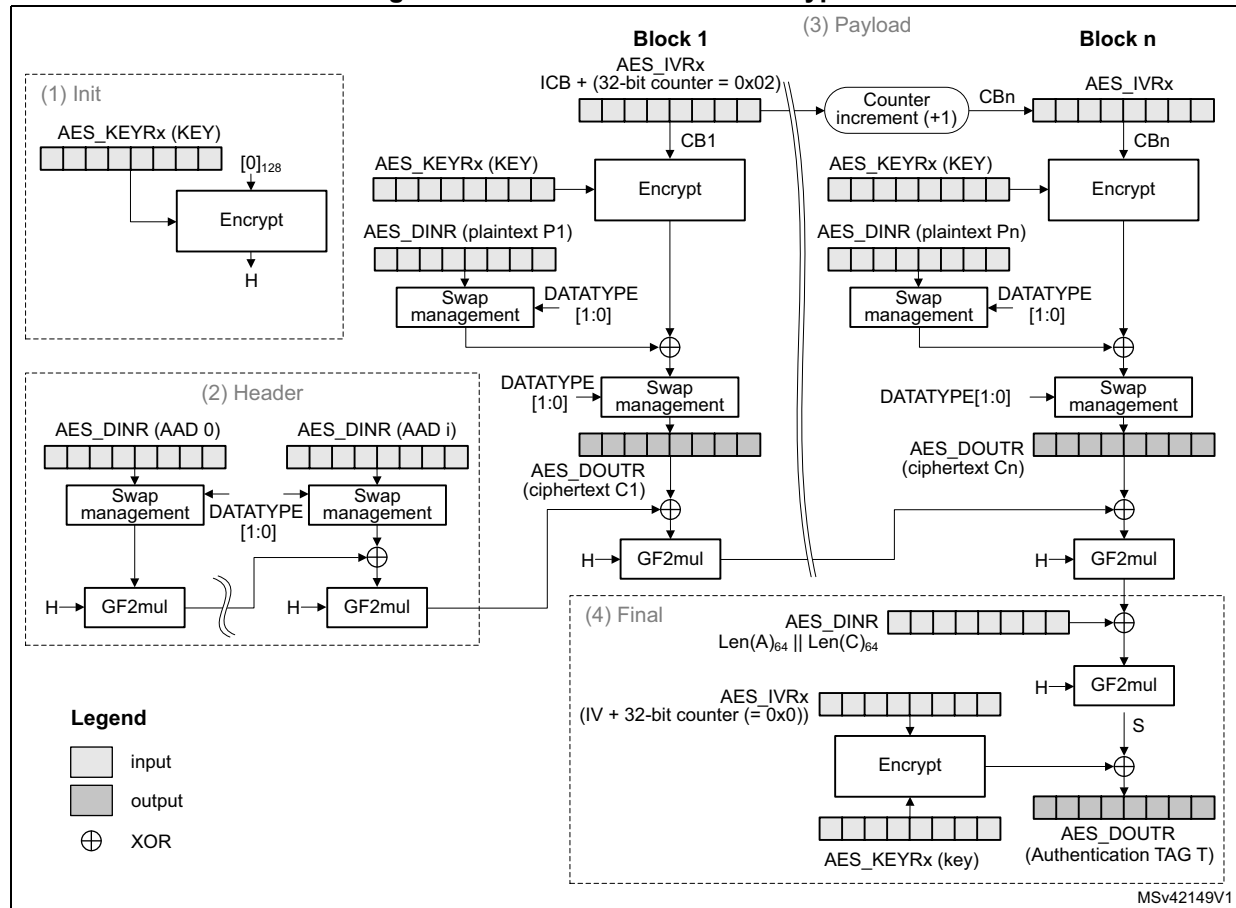 (3) Payload
Block 1
Block n
AES_IVRx
ICB + (32-bit counter = 0x02)
Counter
increment (+1)
CBn
AES_IVRx
CB1
CBn
(1) Init
AES_KEYRx (KEY)
[0]128
Encrypt
H
AES_KEYRx (KEY)
Encrypt
AES_KEYRx (KEY)
Encrypt
AES_DINR (plaintext P1)
Swap
management
DATATYPE
[1:0]
AES_DINR (plaintext Pn)
Swap
management
DATATYPE
[1:0]
DATATYPE
[1:0]
Swap
management
DATATYPE[1:0]
Swap
management
AES_DOUTR
(ciphertext C1)
AES_DOUTR
(ciphertext Cn)
H
GF2mul
H
GF2mul
(2) Header
AES_DINR (AAD 0)
AES_DINR (AAD i)
Swap
management
DATATYPE
[1:0]
Swap
management
H
GF2mul
H
GF2mul
(4) Final
AES_DINR
Len(A)64 || Len(C)64
H
GF2mul
AES_IVRx
(IV + 32-bit counter (= 0x0))
S
Encrypt
AES_KEYRx (key)
AES_DOUTR
(Authentication TAG T)
Legend
input
output
XOR
MSv42149V1